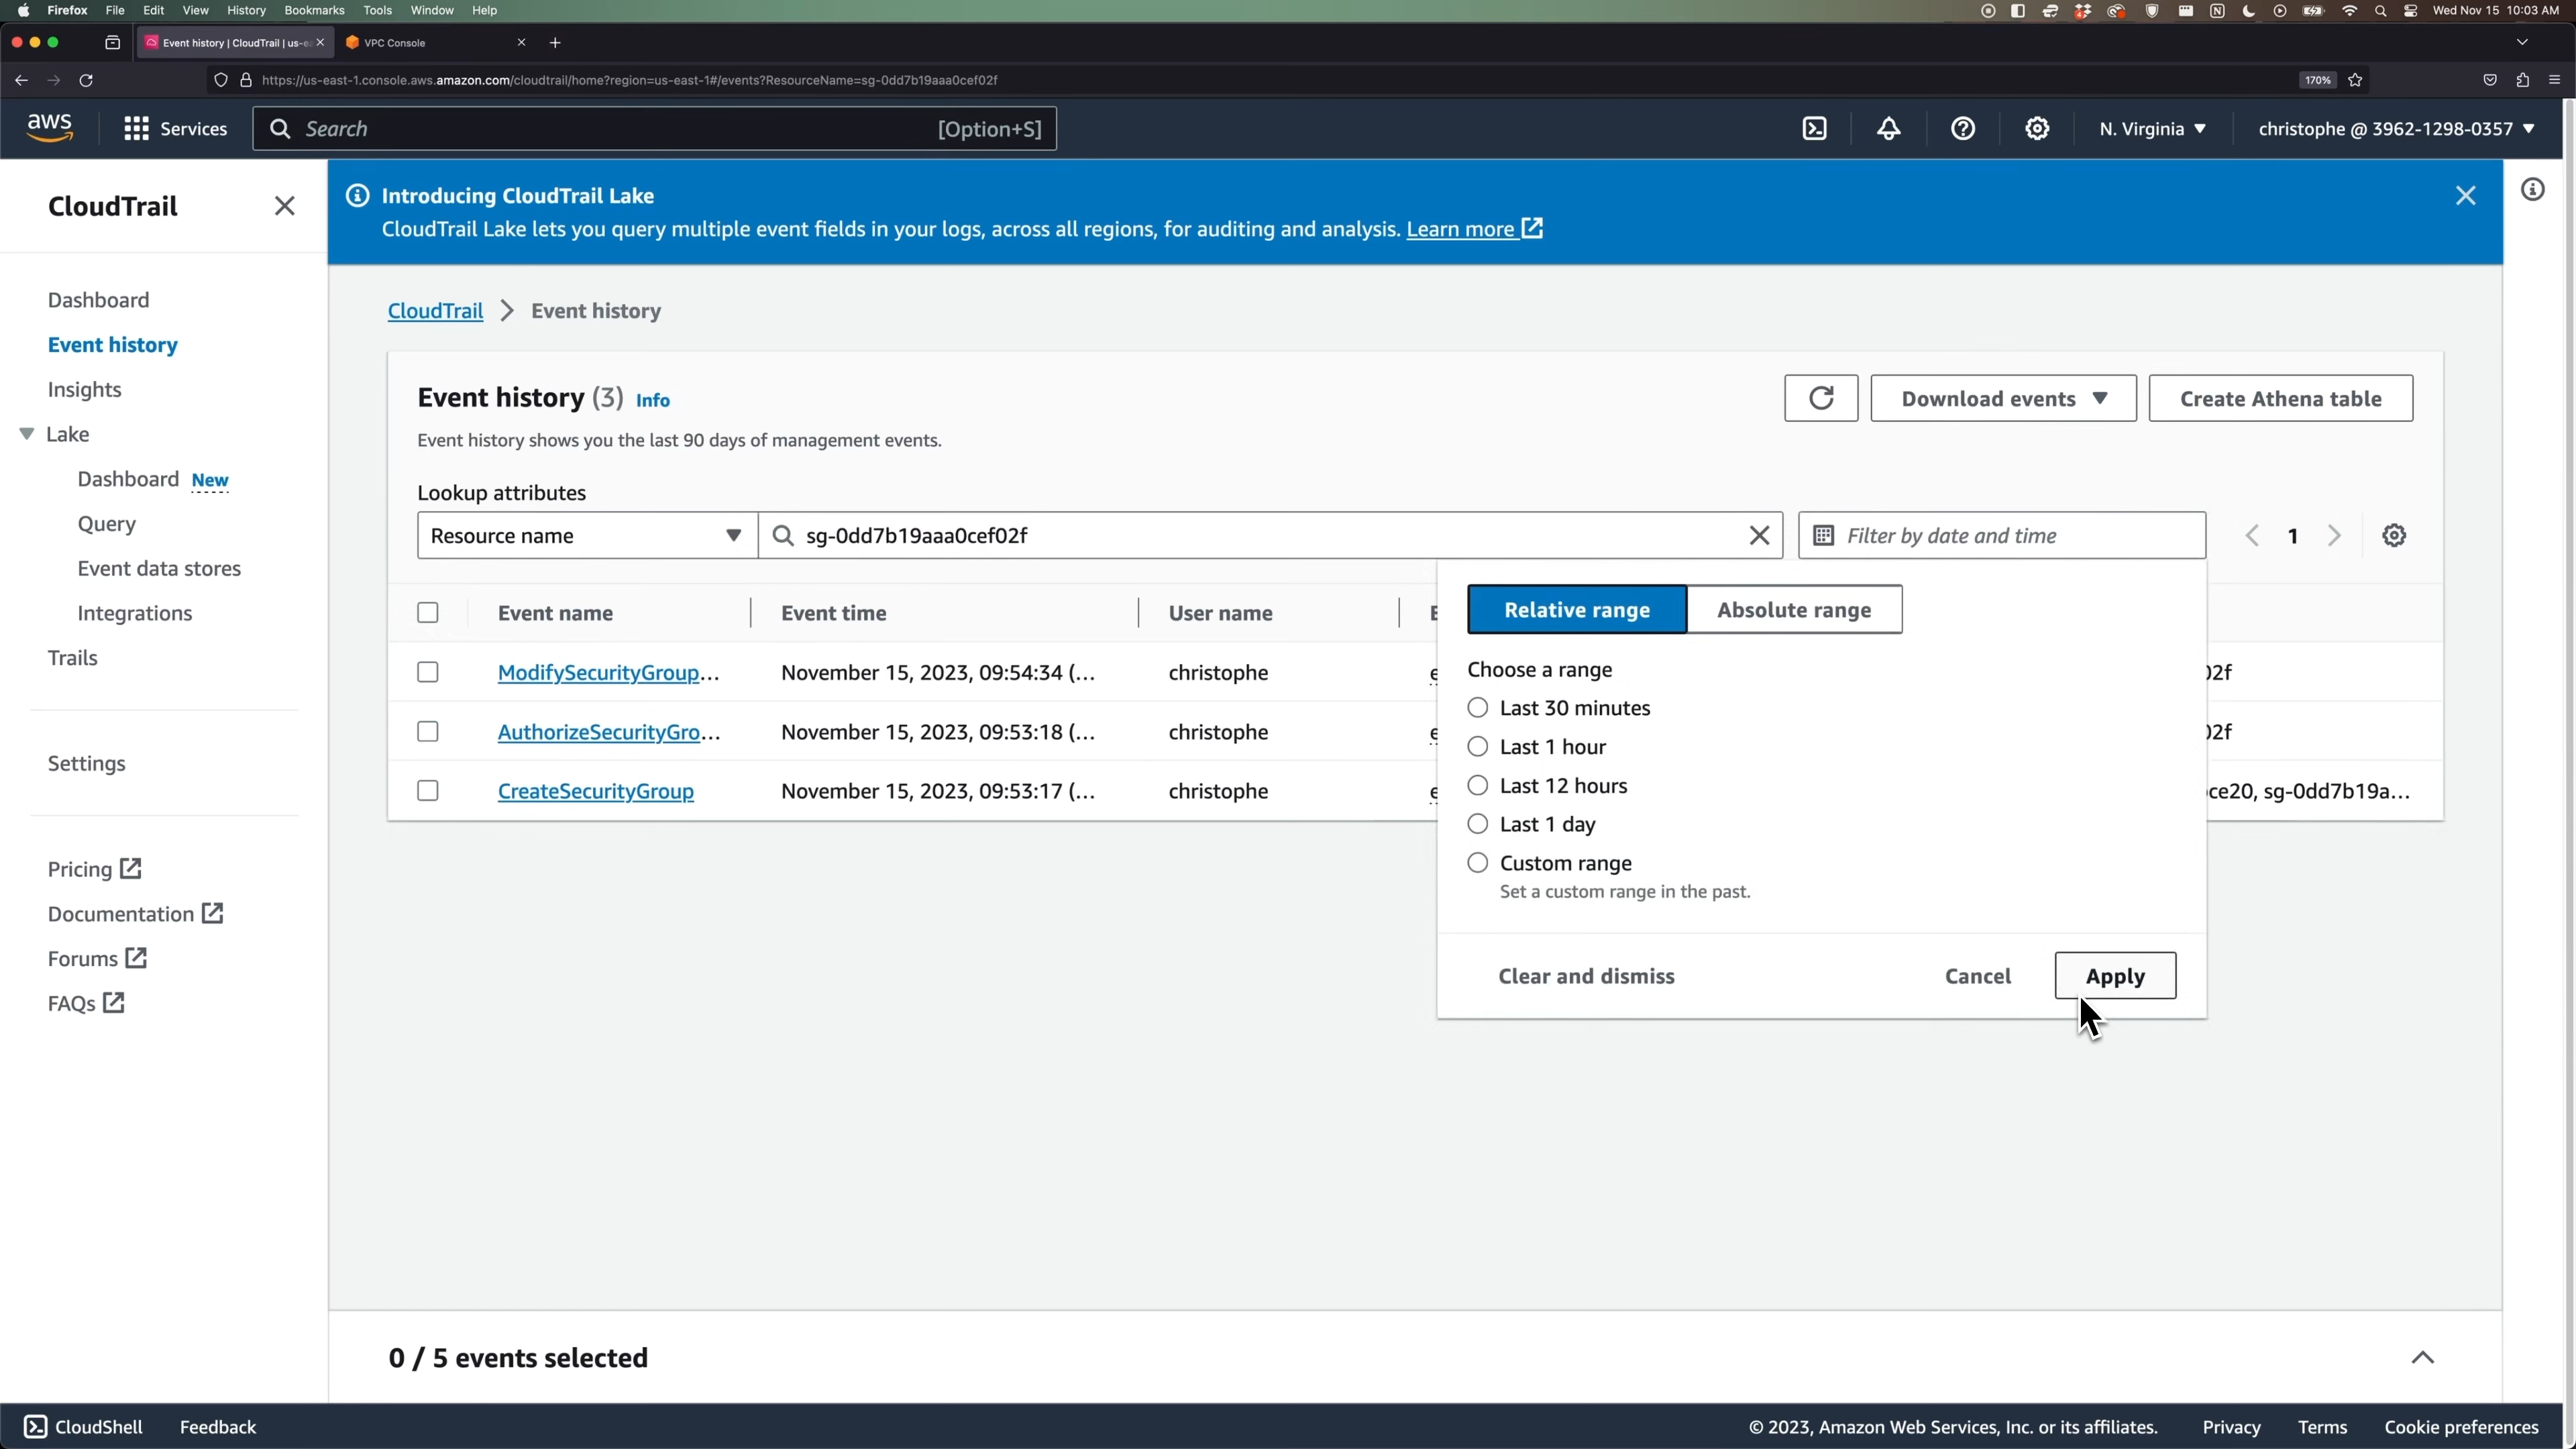 Firefox File Edit View History Bookmarks Tools Window Help
Wed Nov 15 10:03 AM
Event history | CloudTrail | us-e
VPC Console
https://us-east-1.console.aws.amazon.com/cloudtrail/home?region=us-east-1#/events?ResourceName=sg-0dd7b19aaa0cef02f
170%
aws
Services
Search [Option+S]
N. Virginia
christophe @ 3962-1298-0357
CloudTrail
Introducing CloudTrail Lake
CloudTrail Lake lets you query multiple event fields in your logs, across all regions, for auditing and analysis. Learn more
Dashboard
Event history
Insights
Lake
Dashboard New
Query
Event data stores
Integrations
Trails
Settings
Pricing
Documentation
Forums
FAQs
CloudTrail > Event history
Event history (3) Info
Download events
Create Athena table
Event history shows you the last 90 days of management events.
Lookup attributes
Resource name
sg-0dd7b19aaa0cef02f
Filter by date and time
1
Event name Event time User name
ModifySecurityGroup... November 15, 2023, 09:54:34 (... christophe 02f
AuthorizeSecurityGro... November 15, 2023, 09:53:18 (... christophe 02f
CreateSecurityGroup November 15, 2023, 09:53:17 (... christophe ce20, sg-0dd7b19a...
Relative range
Absolute range
Choose a range
Last 30 minutes
Last 1 hour
Last 12 hours
Last 1 day
Custom range
Set a custom range in the past.
Clear and dismiss
Cancel
Apply
0 / 5 events selected
CloudShell
Feedback
© 2023, Amazon Web Services, Inc. or its affiliates.
Privacy
Terms
Cookie preferences